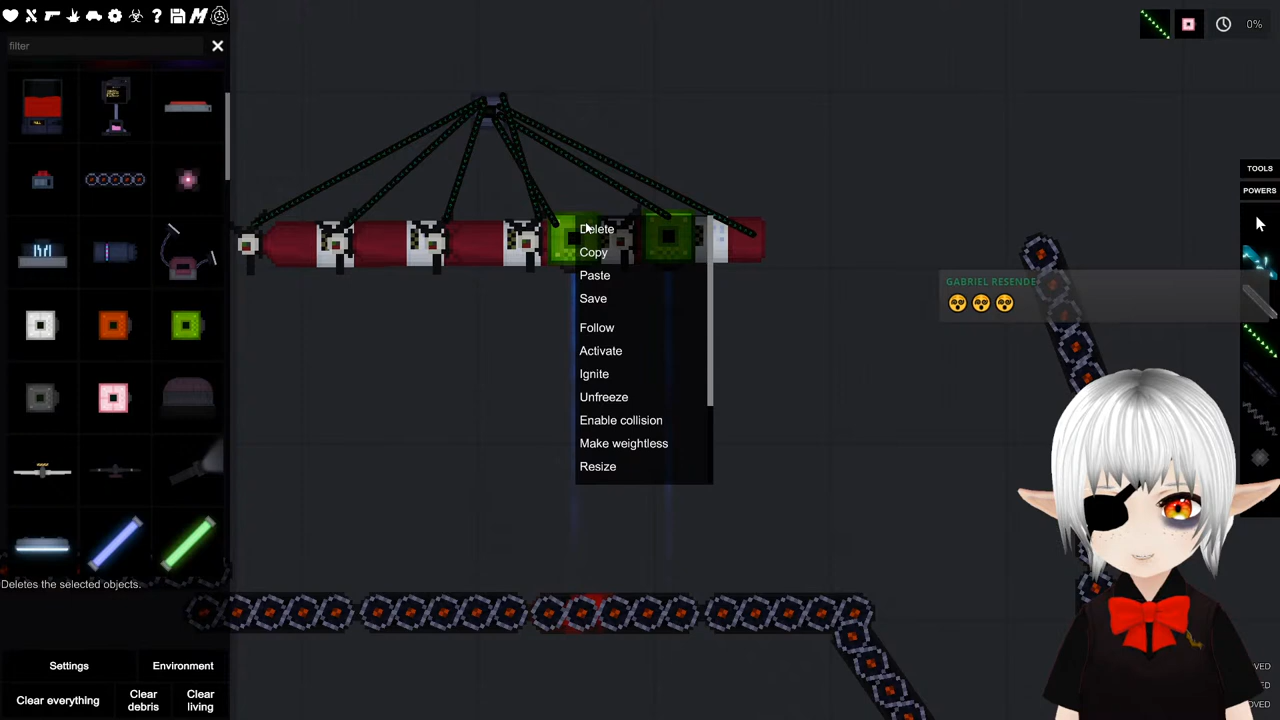 ?
filter
0%
TOOLS
POWERS
Delete
Copy
Paste
Save
Follow
Activate
Ignite
Unfreeze
Enable collision
Make weightless
Resize
GABRIEL RESENDE
Deletes the selected objects.
Settings
Environment
Clear everything
Clear debris
Clear living